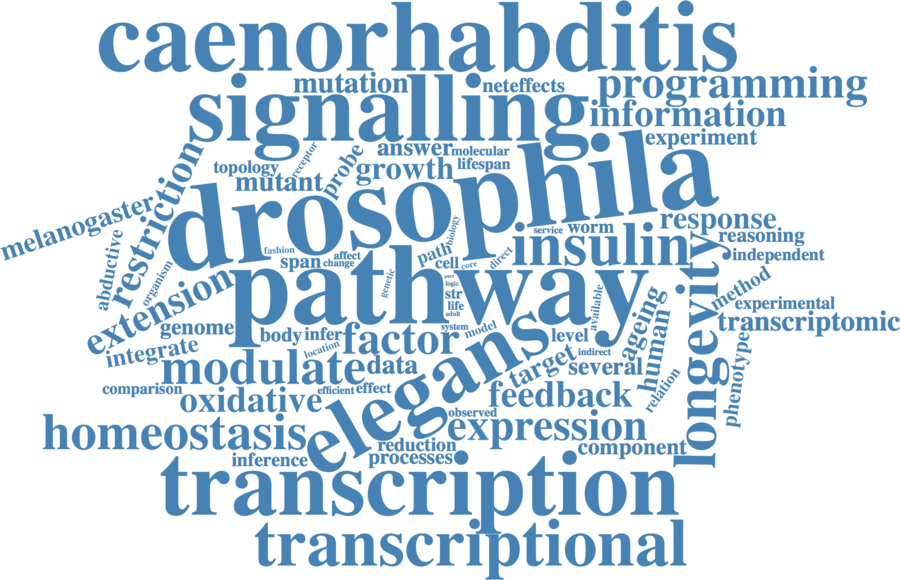 caenorhabditis
mutation
neteffects
programming
signalling
information
experiment
receptor
answer
molecular
topology
probe
growth
lifespan
restriction
mutant
drosophila
melanogaster
biology
service
worm
response
fashion
affect
path
insulin
reasoning
abductive
span
change
cell
core
direct
independent
organism
genetic
part
logic
pathway
longevity
method
extension
str
life
adult
available
experimental
genome
body
infer
factor
system
model
level
ageing
human
transcriptomic
integrate
location
elegans
target
indirect
modulate
data
several
phenotype
comparison
efficient
effect
relation
oxidative
feedback
observed
homeostasis
expression
reduction
component
inference
processes
transcription
transcriptional